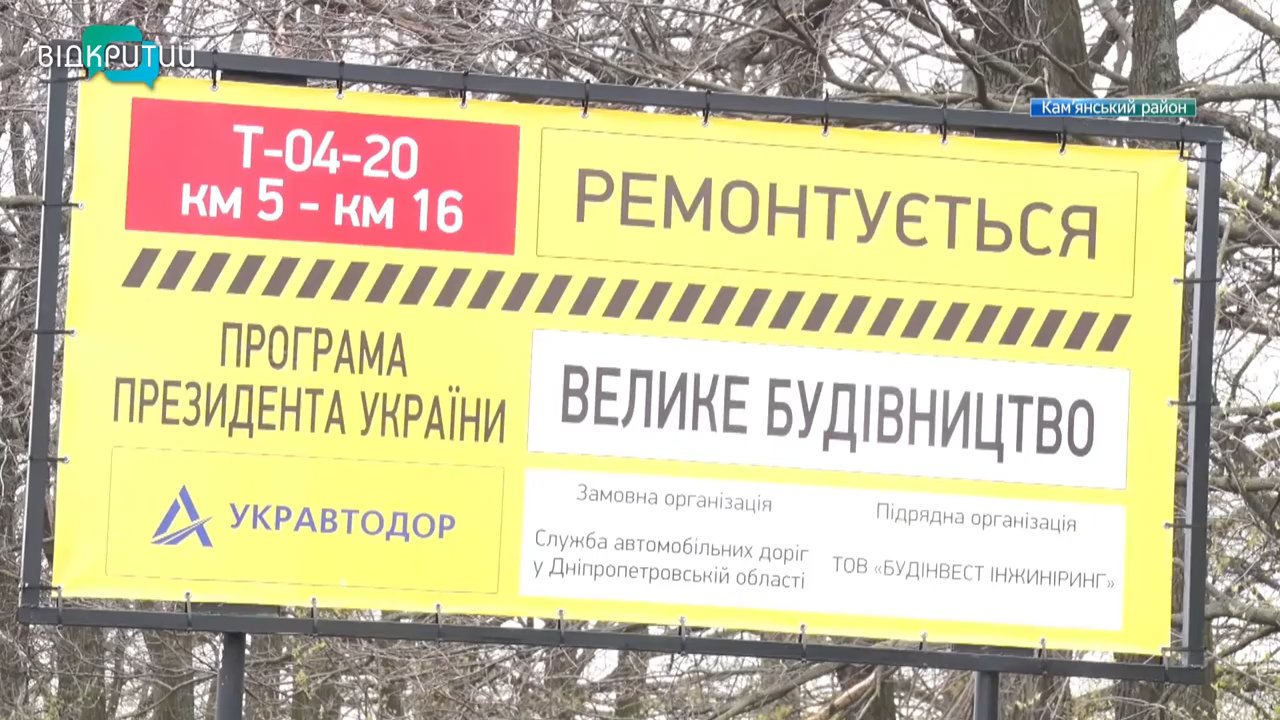 ВІДКРИТИЙ
Кам'янський район
Т-04-20
км 5 - км 16
РЕМОНТУЄТЬСЯ
ПРОГРАМА
ПРЕЗИДЕНТА УКРАЇНИ
ВЕЛИКЕ БУДІВНИЦТВО
УКРАВТОДОР
Замовна організація
Служба автомобільних доріг
у Дніпропетровській області
Підрядна організація
ТОВ «БУДІНВЕСТ ІНЖИНІРИНГ»